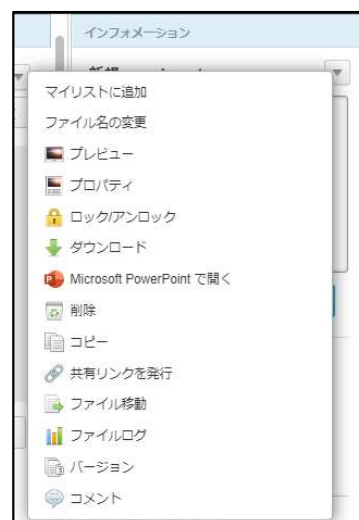 インフォメーション
マイリストに追加
ファイル名の変更
プレビュー
プロパティ
ロック/アンロック
ダウンロード
Microsoft PowerPoint で開く
削除
コピー
共有リンクを発行
ファイル移動
ファイルログ
バージョン
コメント